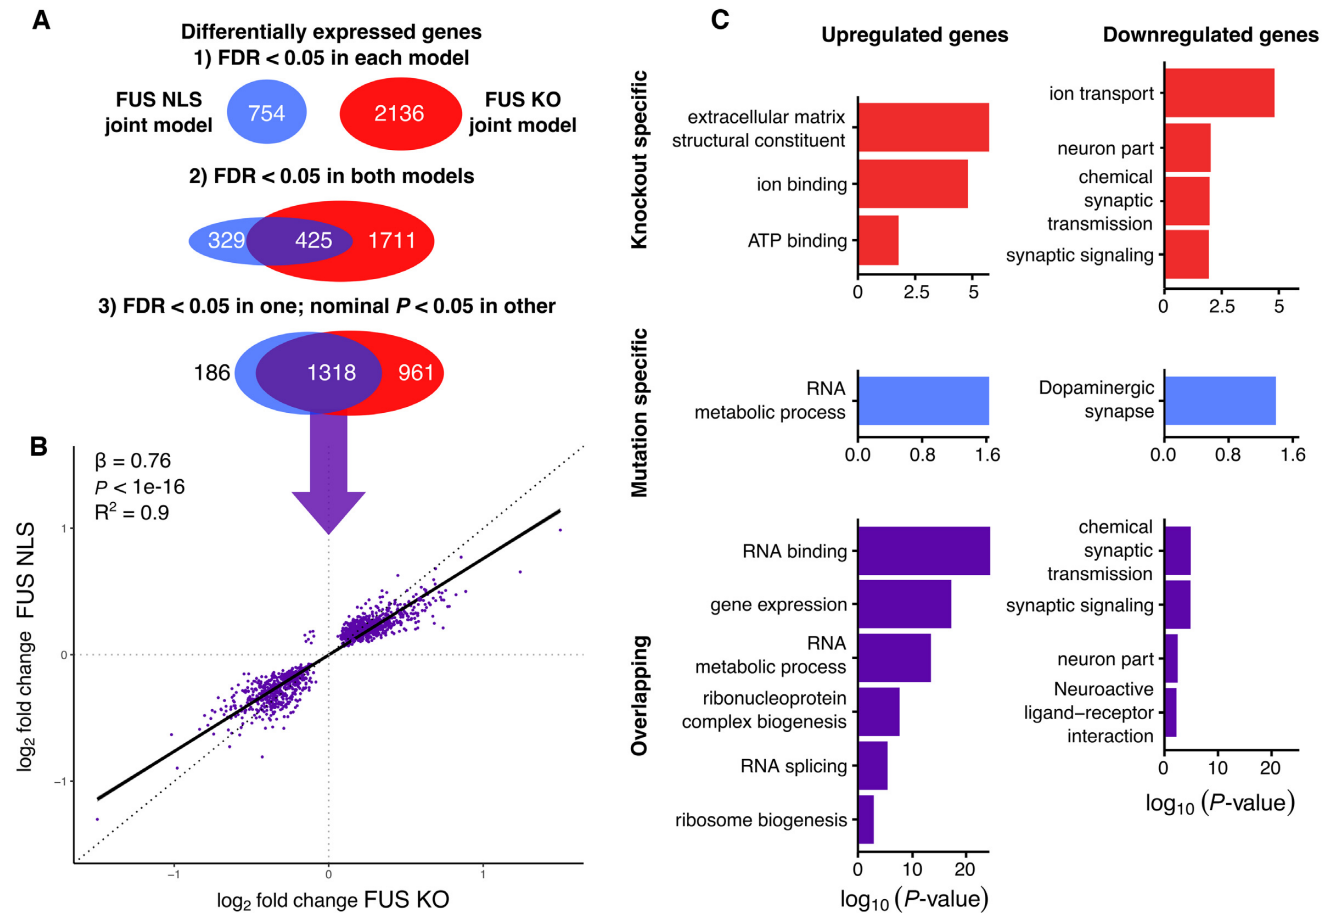 A
Differentially expressed genes
1) FDR < 0.05 in each model
FUS NLS
joint model
754
2136
FUS KO
joint model
2) FDR < 0.05 in both models
329
425
1711
3) FDR < 0.05 in one; nominal P < 0.05 in other
186
1318
961
B
β = 0.76
P < 1e-16
R² = 0.9
log₂ fold change FUS NLS
1
0
−1
−1
0
1
log₂ fold change FUS KO
C
Upregulated genes
Downregulated genes
Knockout specific
extracellular matrix
structural constituent
ion binding
ATP binding
0
2.5
5
ion transport
neuron part
chemical
synaptic
transmission
synaptic signaling
0
2.5
5
Mutation specific
RNA
metabolic process
0.0
0.8
1.6
Dopaminergic
synapse
0.0
0.8
1.6
Overlapping
RNA binding
gene expression
RNA
metabolic process
ribonucleoprotein
complex biogenesis
RNA splicing
ribosome biogenesis
0
10
20
log₁₀ (P-value)
chemical
synaptic
transmission
synaptic signaling
neuron part
Neuroactive
ligand−receptor
interaction
0
10
20
log₁₀ (P-value)